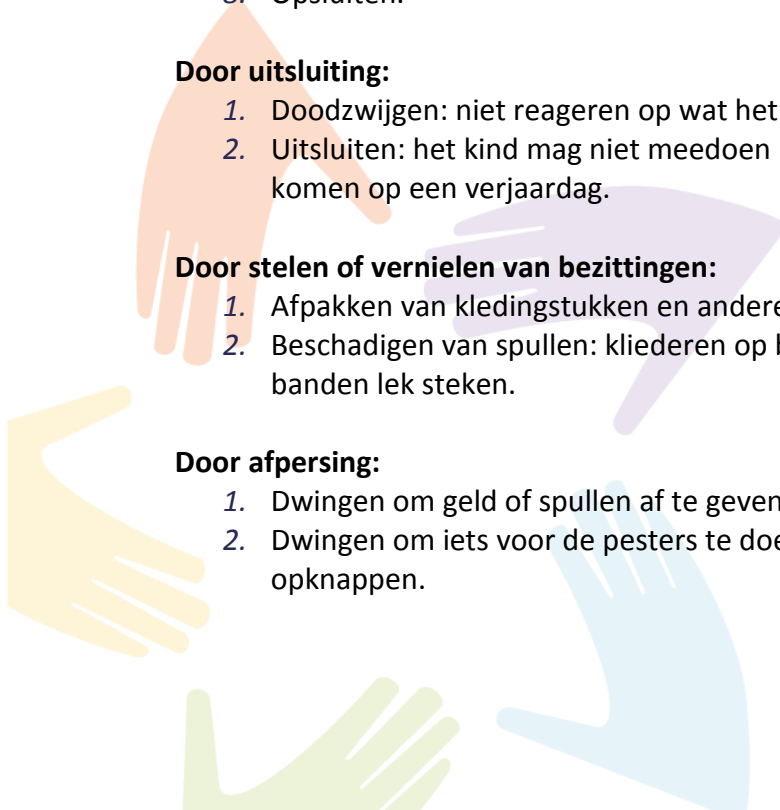 Opsluiten.
Door uitsluiting:
1. Doodzwijgen: niet reageren op wat het
2. Uitsluiten: het kind mag niet meedoen
komen op een verjaardag.
Door stelen of vernielen van bezittingen:
1. Afpakken van kledingstukken en andere
2. Beschadigen van spullen: kliederen op
banden lek steken.
Door afpersing:
1. Dwingen om geld of spullen af te geven
2. Dwingen om iets voor de pesters te doe
opknappen.